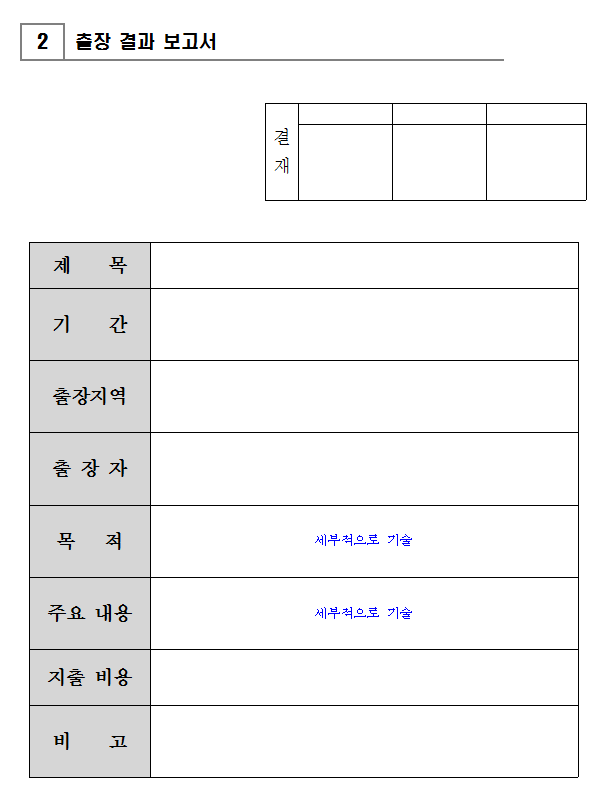 2 출장 결과 보고서
결
재
제 목
기 간
출장지역
출 장 자
목 적 세부적으로 기술
주요 내용 세부적으로 기술
지출 비용
비 고